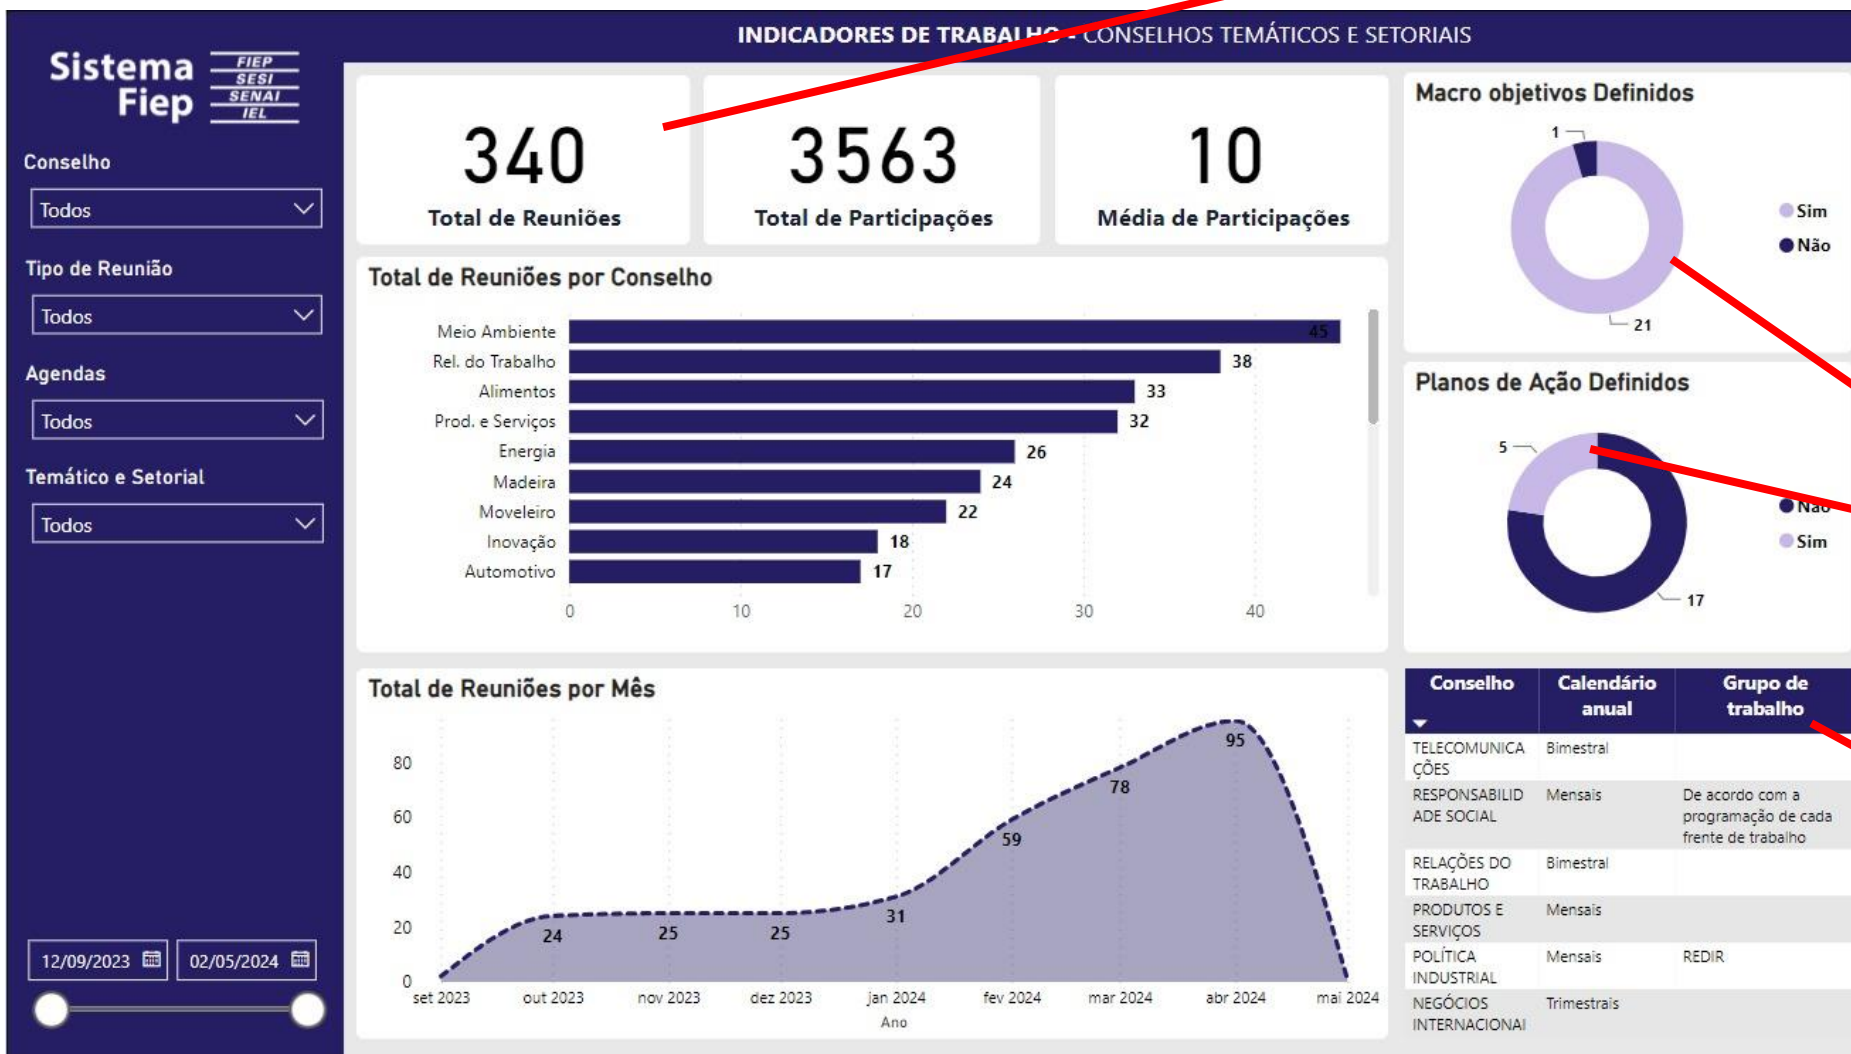 INDICADORES DE TRABALHO - CONSELHOS TEMÁTICOS E SETORIAIS
Sistema
Fiep
FIEP
SESI
SENAI
IEL
Conselho
Todos
Tipo de Reunião
Todos
Agendas
Todos
Temático e Setorial
Todos
12/09/2023
02/05/2024
340
Total de Reuniões
3563
Total de Participações
10
Média de Participações
Total de Reuniões por Conselho
Meio Ambiente 45
Rel. do Trabalho 38
Alimentos 33
Prod. e Serviços 32
Energia 26
Madeira 24
Moveleiro 22
Inovação 18
Automotivo 17
0 10 20 30 40
Total de Reuniões por Mês
80
60
40
20
0
24
25
25
31
59
78
95
set 2023 out 2023 nov 2023 dez 2023 jan 2024 fev 2024 mar 2024 abr 2024 mai 2024
Ano
Macro objetivos Definidos
1
21
Sim
Não
Planos de Ação Definidos
5
17
Não
Sim
Conselho Calendário anual Grupo de trabalho
TELECOMUNICA Bimestral
ÇÕES
RESPONSABILID Mensais De acordo com a
ADE SOCIAL programação de cada
frente de trabalho
RELAÇÕES DO Bimestral
TRABALHO
PRODUTOS E Mensais
SERVIÇOS
POLÍTICA Mensais REDIR
INDUSTRIAL
NEGÓCIOS Trimestrais
INTERNACIONAI